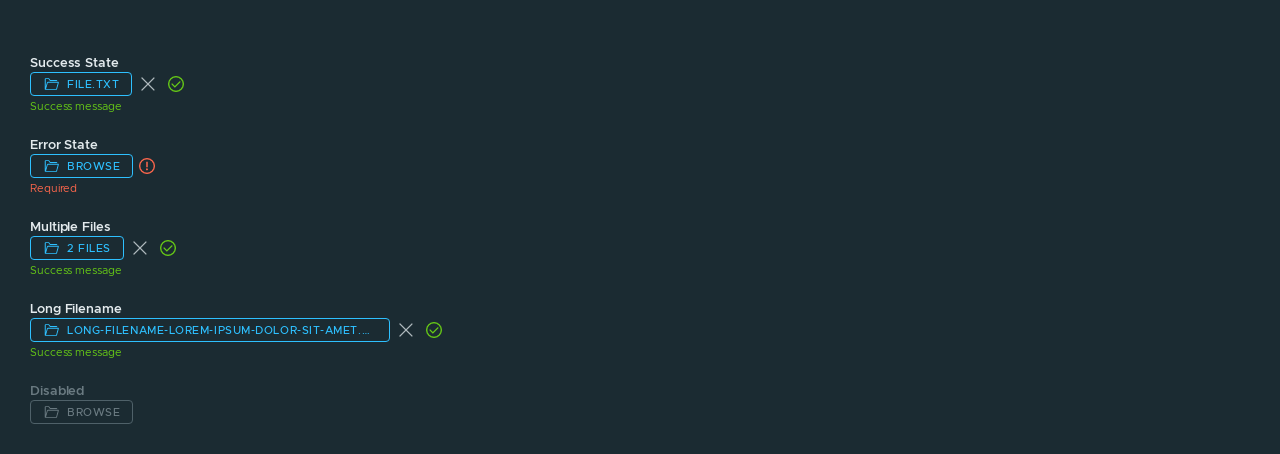 Success State
FILE.TXT
Success message
Error State
BROWSE
Required
Multiple Files
2 FILES
Success message
Long Filename
LONG-FILENAME-LOREM-IPSUM-DOLOR-SIT-AMET....
Success message
Disabled
BROWSE